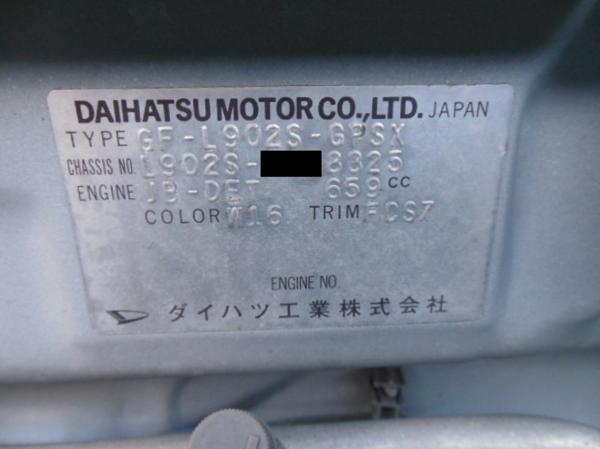 DAIHATSU MOTOR CO., LTD. JAPAN
TYPE GF-L902S-GPSX
CHASSIS NO. L902S- 8325
ENGINE JB-DET 659 CC
COLOR W16 TRIM FCS7
ENGINE NO.
ダイハツ工業株式会社